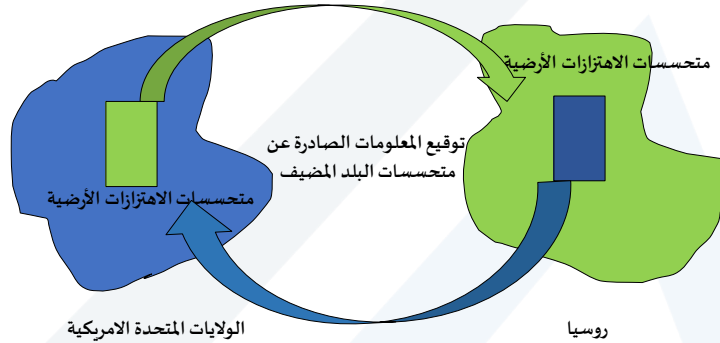 متحسسات الاهتزازات الأرضية
توقيع المعلومات الصادرة عن
متحسسات البلد المضيف
متحسسات الاهتزازات الأرضية
روسيا
الولايات المتحدة الامريكية